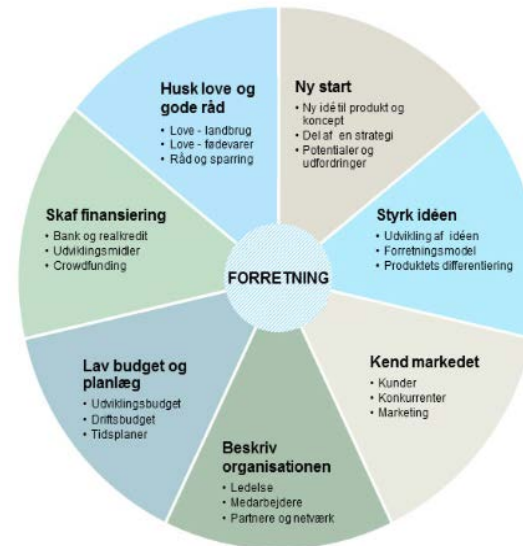 Ny start
• Ny idé til produkt og
koncept
• Del af en strategi
• Potentialer og
udfordringer
Styrk idéen
• Udvikling af idéen
• Forretningsmodel
• Produktets differentiering
Kend markedet
• Kunder
• Konkurrenter
• Marketing
Beskriv
organisationen
• Ledelse
• Medarbejdere
• Partnere og netværk
Lav budget og
planlæg
• Udviklingsbudget
• Driftsbudget
• Tidsplaner
Skaf finansiering
• Bank og realkredit
• Udviklingsmidler
• Crowdfunding
Husk love og
gode råd
• Love - landbrug
• Love - fødevarer
• Råd og sparring
FORRETNING